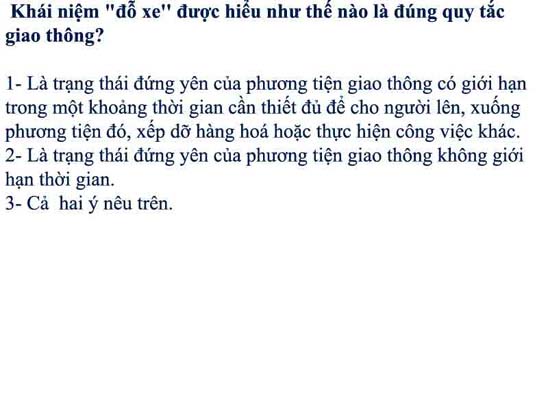 Khái niệm "đỗ xe" được hiểu như thế nào là đúng quy tắc
giao thông?
1- Là trạng thái đứng yên của phương tiện giao thông có giới hạn
trong một khoảng thời gian cần thiết đủ để cho người lên, xuống
phương tiện đó, xếp dỡ hàng hoá hoặc thực hiện công việc khác.
2- Là trạng thái đứng yên của phương tiện giao thông không giới
hạn thời gian.
3- Cả hai ý nêu trên.